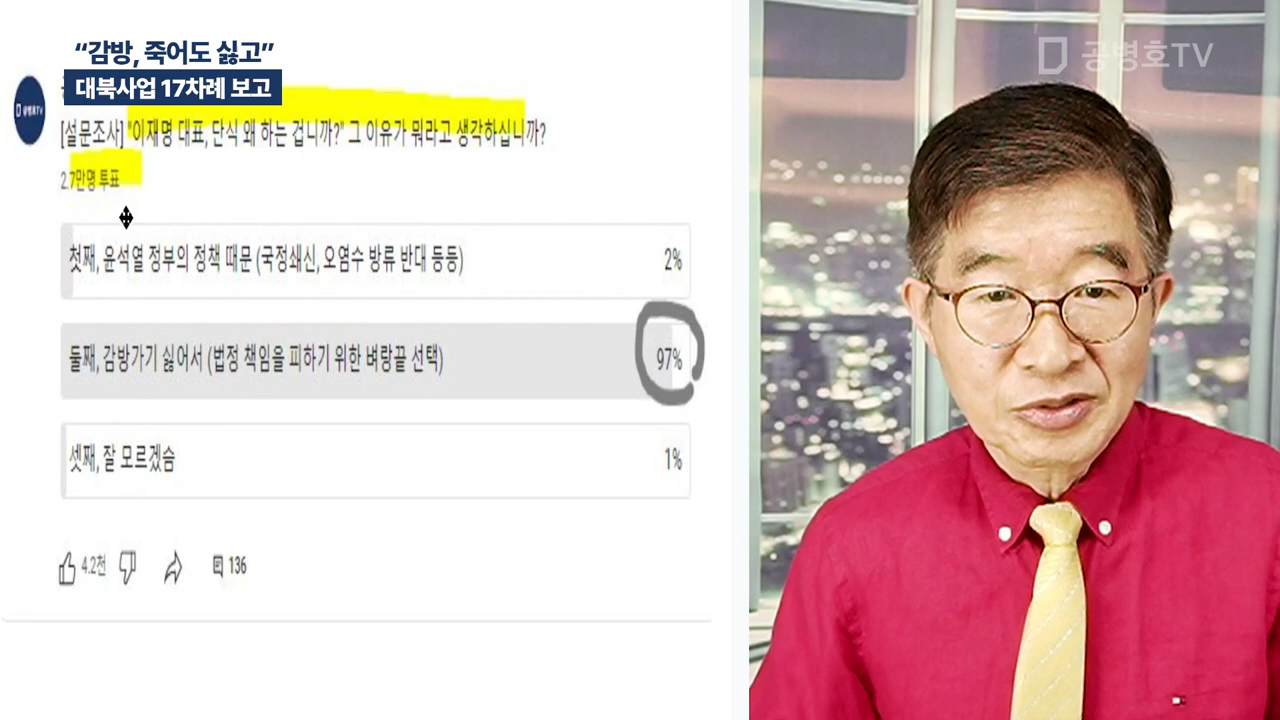 “감방, 죽어도 싫고”
대북사업 17차례 보고
공병호TV
공병호TV
[설문조사] "이재명 대표, 단식 왜 하는 겁니까?" 그 이유가 뭐라고 생각하십니까?
2.7만명 투표
첫째, 윤석열 정부의 정책 때문 (국정쇄신, 오염수 방류 반대 등등)
2%
둘째, 감방가기 싫어서 (법정 책임을 피하기 위한 벼랑끝 선택)
97%
셋째, 잘 모르겠슴
1%
4.2천
136